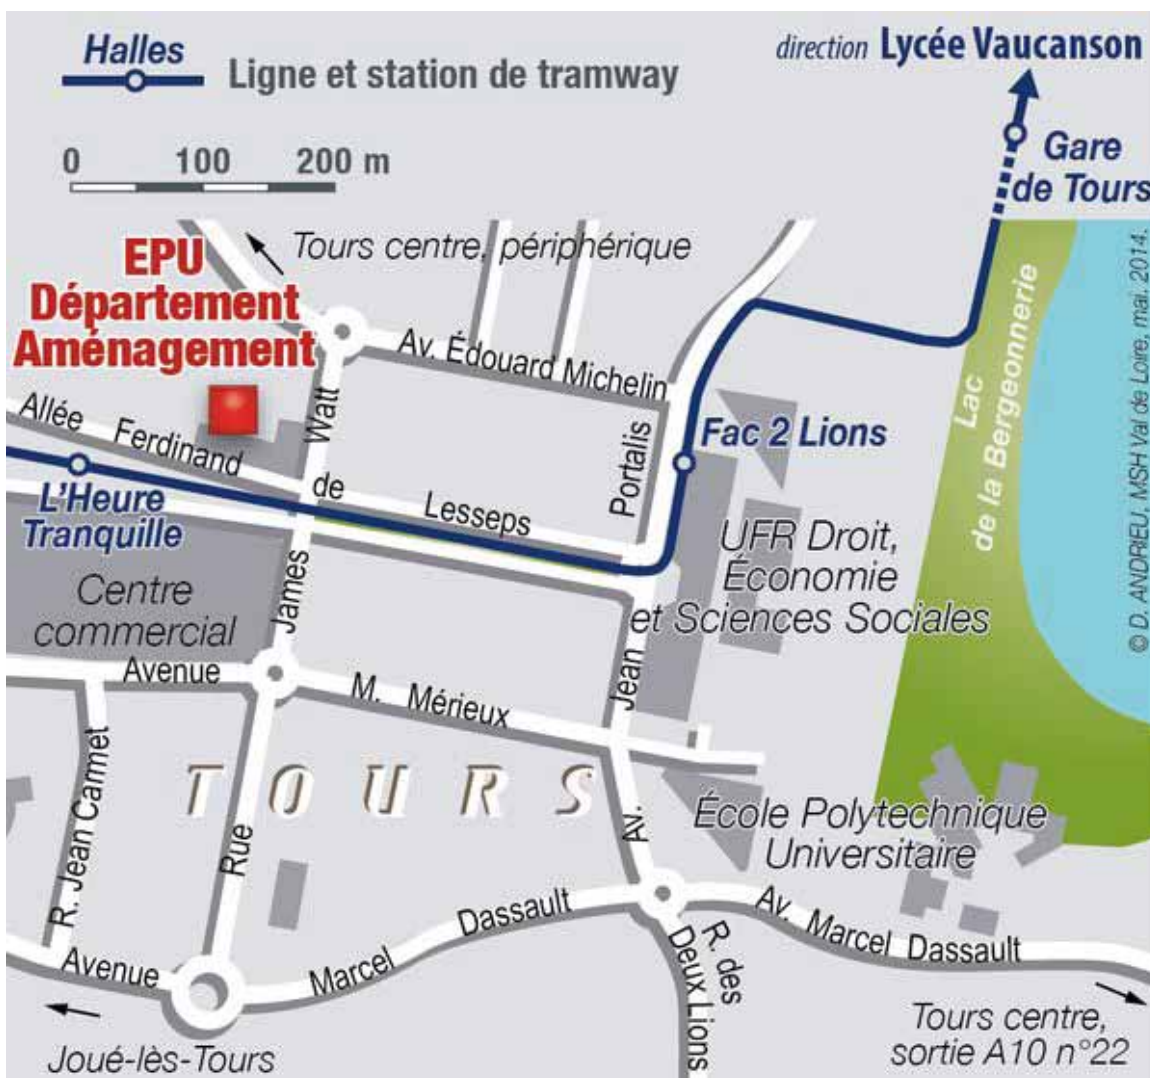 Halles
Ligne et station de tramway
direction Lycée Vaucanson
0 100 200 m
Gare
de Tours
EPU
Département
Aménagement
Tours centre, périphérique
Av. Édouard Michelin
Allée Ferdinand de Lesseps
Rue James Watt
Av. Jean Portalis
Fac 2 Lions
L'Heure
Tranquille
Lac
de la Bergeonnerie
© D. ANDRIEU, MSH Val de Loire, mai. 2014.
UFR Droit,
Économie
et Sciences Sociales
Centre
commercial
Avenue M. Mérieux
TOURS
R. Jean Carmet
École Polytechnique
Universitaire
Avenue Marcel Dassault
Av. Marcel Dassault
R. des
Deux Lions
Joué-lès-Tours
Tours centre,
sortie A10 n°22